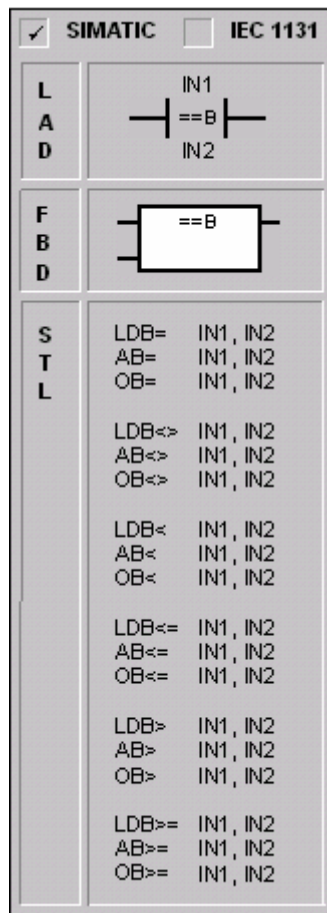 ✓ SIMATIC IEC 1131
L
A
D
IN1
==B
IN2
F
B
D
==B
S
T
L
LDB= IN1, IN2
AB= IN1, IN2
OB= IN1, IN2
LDB<> IN1, IN2
AB<> IN1, IN2
OB<> IN1, IN2
LDB< IN1, IN2
AB< IN1, IN2
OB< IN1, IN2
LDB<= IN1, IN2
AB<= IN1, IN2
OB<= IN1, IN2
LDB> IN1, IN2
AB> IN1, IN2
OB> IN1, IN2
LDB>= IN1, IN2
AB>= IN1, IN2
OB>= IN1, IN2